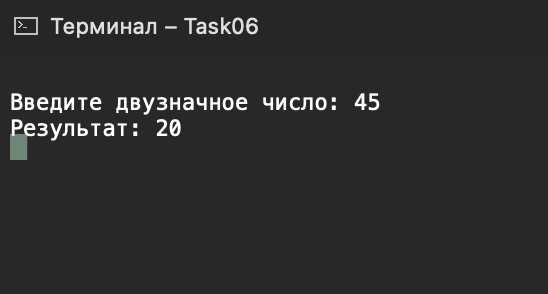 Терминал – Task06
Введите двузначное число: 45
Результат: 20